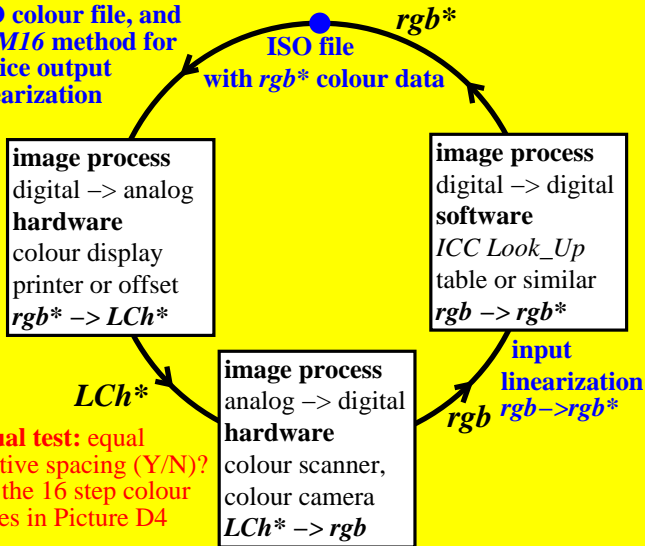 O colour file, and
M16 method for
ice output
earization
rgb*
ISO file
with rgb* colour data
image process
digital −> analog
hardware
colour display
printer or offset
rgb* −> LCh*
image process
digital −> digital
software
ICC Look_Up
table or similar
rgb −> rgb*
LCh*
image process
analog −> digital
hardware
colour scanner,
colour camera
LCh* −> rgb
rgb
input
linearization
rgb−>rgb*
ual test: equal
tive spacing (Y/N)?
the 16 step colour
es in Picture D4